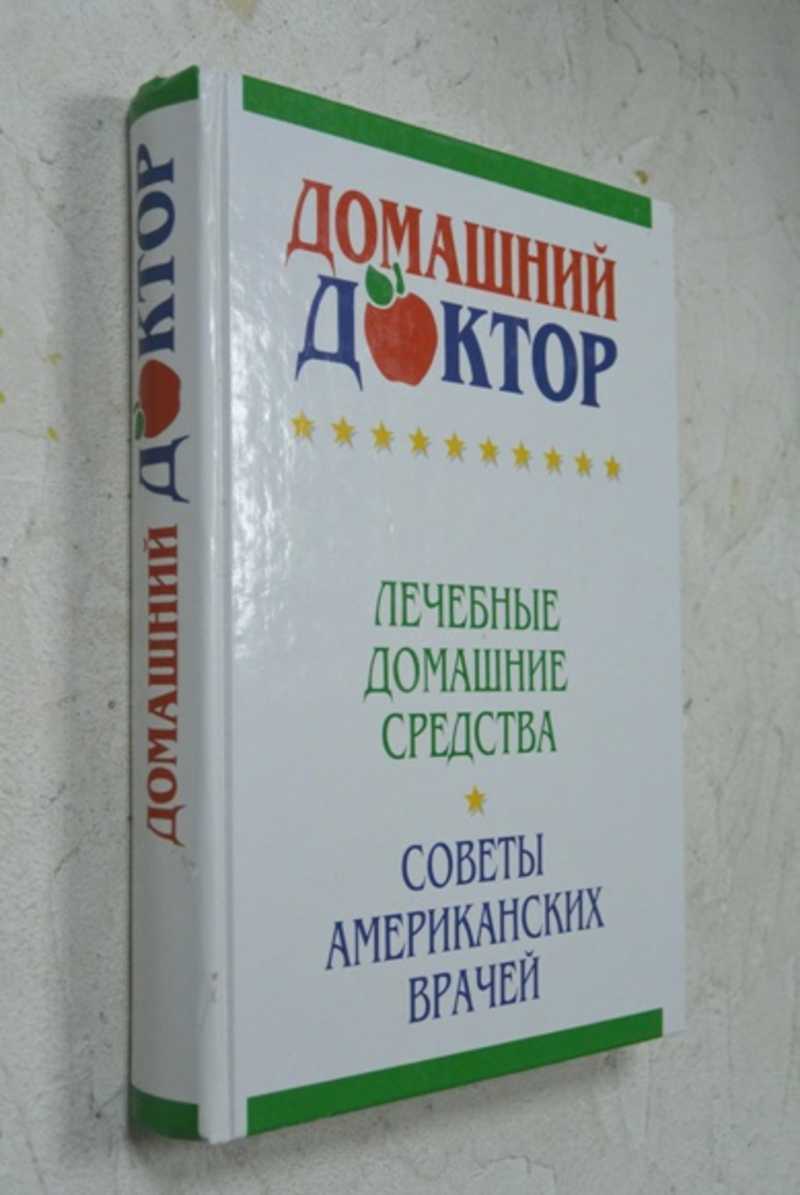 ДОМАШНИЙ ДОКТОР
ДОМАШНИЙ
ДОКТОР
ЛЕЧЕБНЫЕ
ДОМАШНИЕ
СРЕДСТВА
СОВЕТЫ
АМЕРИКАНСКИХ
ВРАЧЕЙ